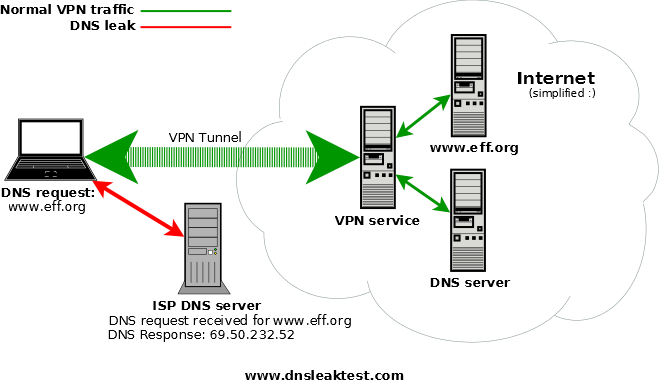 Normal VPN traffic
DNS leak
Internet
(simplified :)
VPN Tunnel
www.eff.org
DNS request:
www.eff.org
VPN service
DNS server
ISP DNS server
DNS request received for www.eff.org
DNS Response: 69.50.232.52
www.dnsleaktest.com